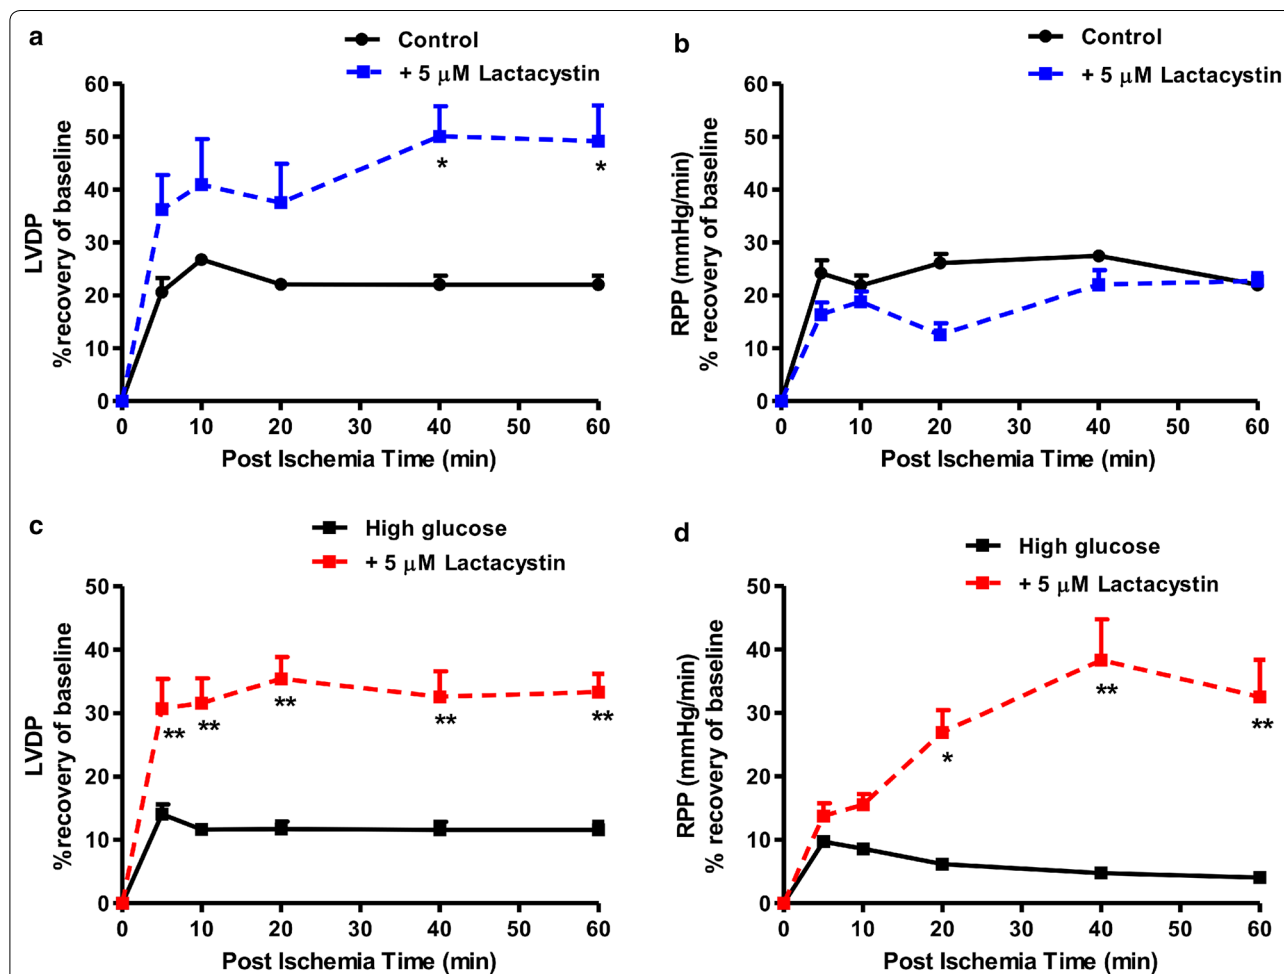 a
Control
+ 5 μM Lactacystin
60
50
40
30
20
10
0
LVDP
%recovery of baseline
*
*
0 10 20 30 40 50 60
Post Ischemia Time (min)
b
Control
+ 5 μM Lactacystin
60
50
40
30
20
10
0
RPP (mmHg/min)
% recovery of baseline
0 10 20 30 40 50 60
Post Ischemia Time (min)
c
High glucose
+ 5 μM Lactacystin
50
40
30
20
10
0
LVDP
%recovery of baseline
** ** ** ** **
0 10 20 30 40 50 60
Post Ischemia Time (min)
d
High glucose
+ 5 μM Lactacystin
50
40
30
20
10
0
RPP (mmHg/min)
% recovery of baseline
* ** **
0 10 20 30 40 50 60
Post Ischemia Time (min)